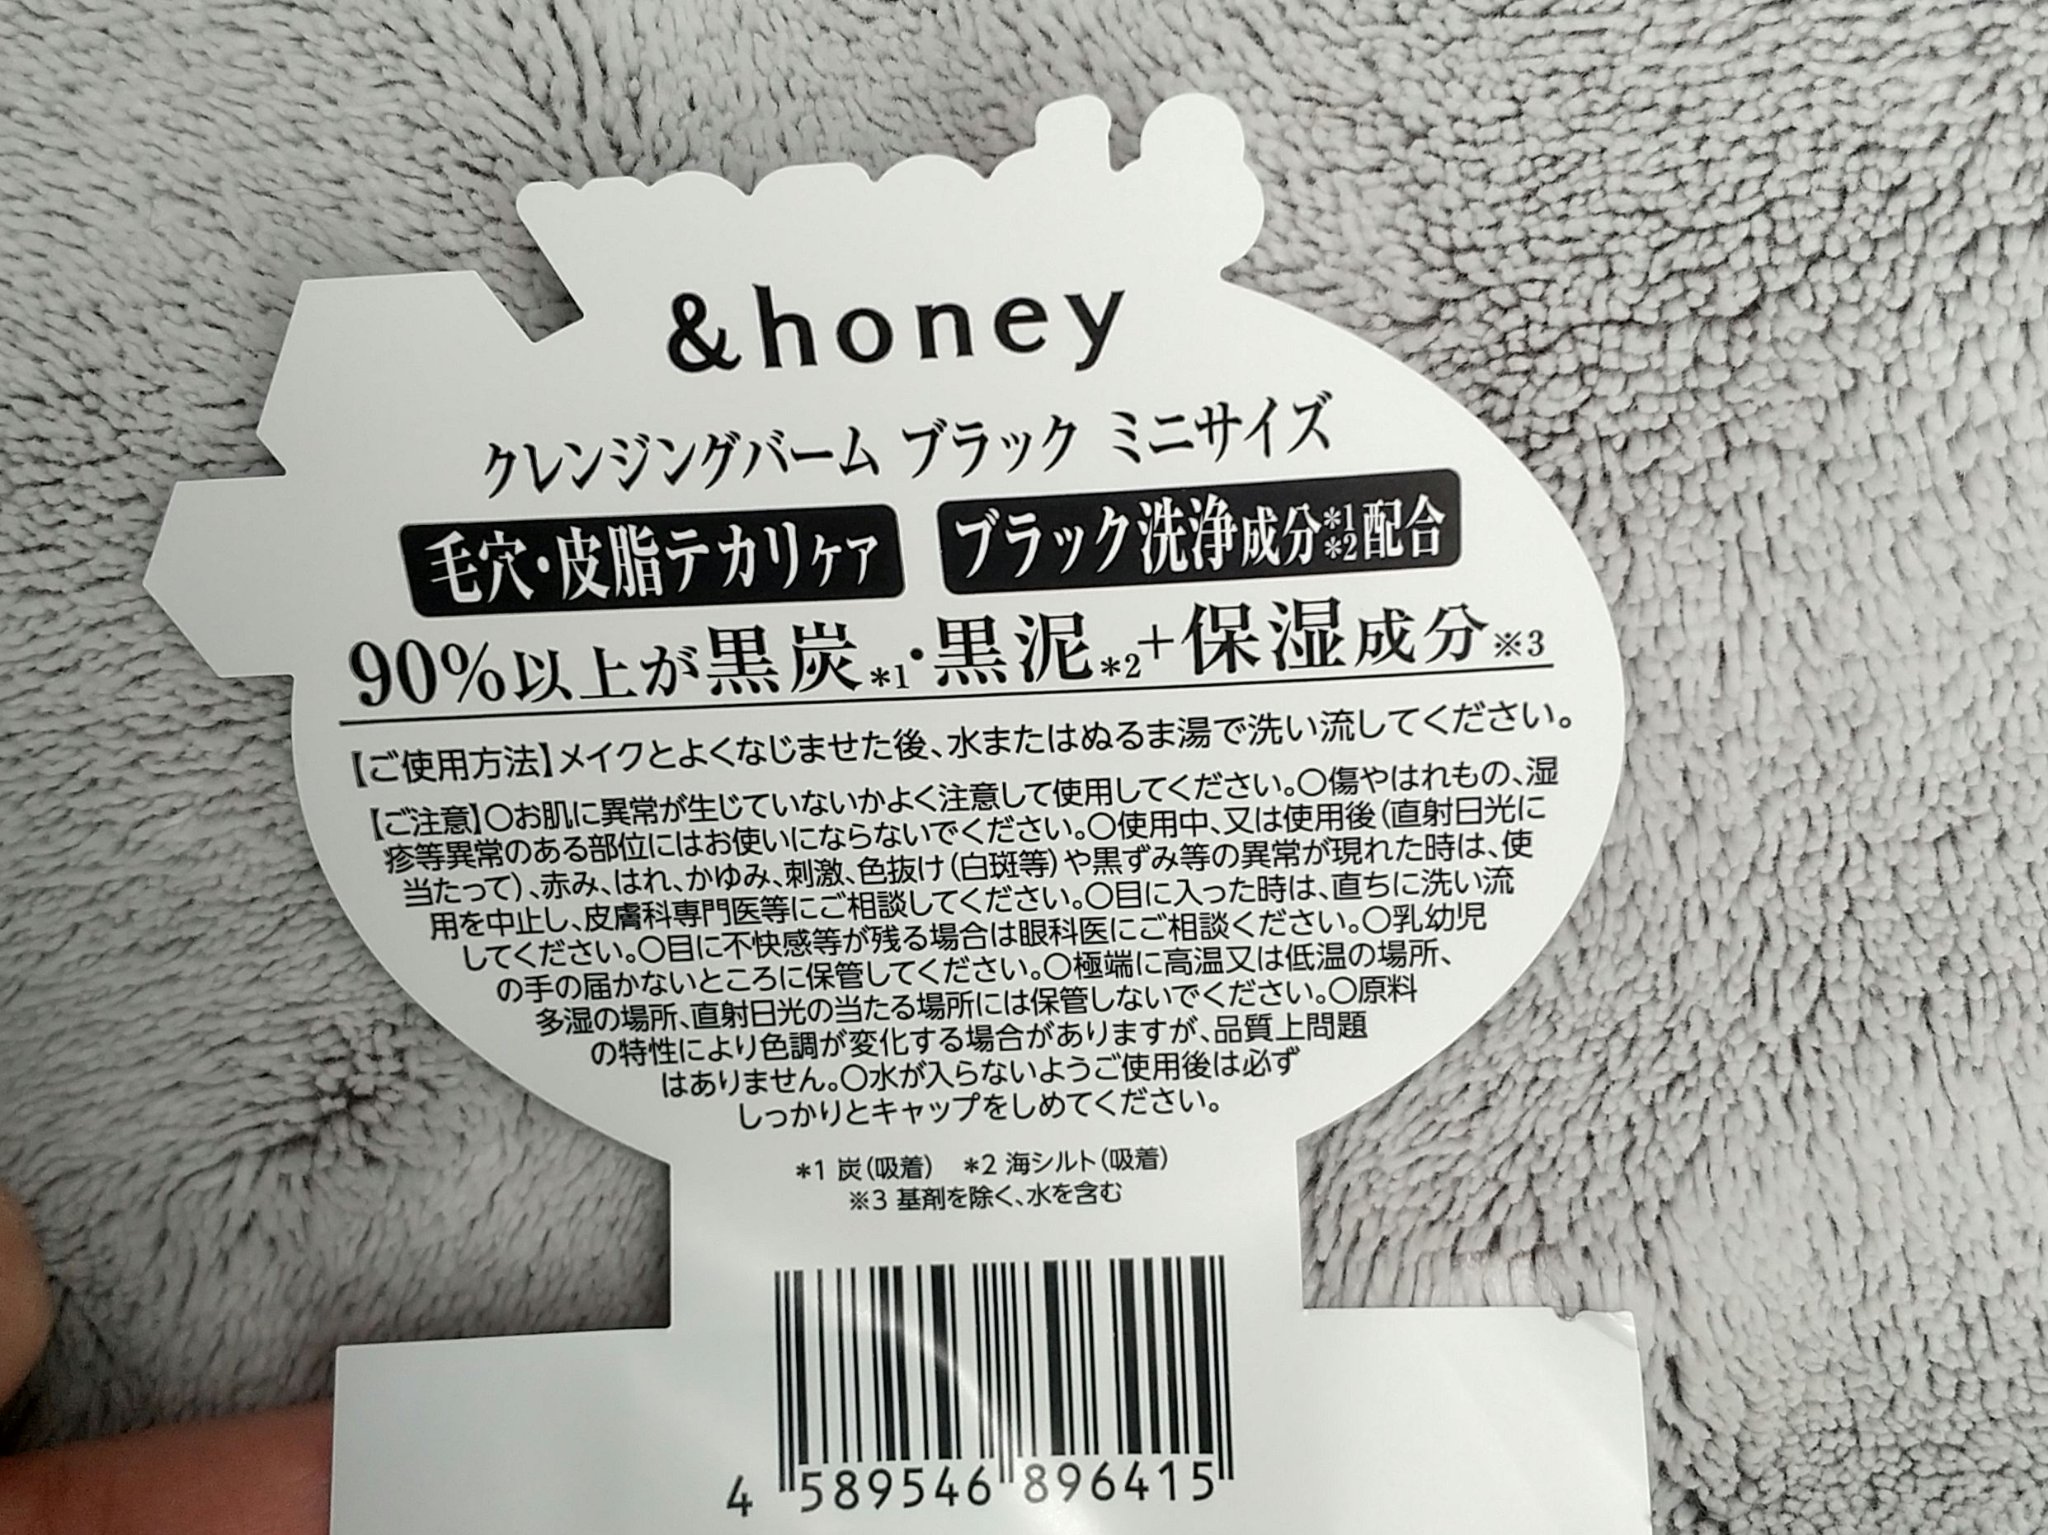 &honey
クレンジングバーム ブラック ミニサイズ
毛穴・皮脂テカリケア ブラック洗浄成分*1*2配合
90%以上が黒炭*1・黒泥*2+保湿成分※3
【ご使用方法】メイクとよくなじませた後、水またはぬるま湯で洗い流してください。
【ご注意】○お肌に異常が生じていないかよく注意して使用してください。○傷やはれもの、湿
疹等異常のある部位にはお使いにならないでください。○使用中、又は使用後（直射日光に
当たって）、赤み、はれ、かゆみ、刺激、色抜け（白斑等）や黒ずみ等の異常が現れた時は、使
用を中止し、皮膚科専門医等にご相談してください。○目に入った時は、直ちに洗い流
してください。○目に不快感等が残る場合は眼科医にご相談ください。○乳幼児
の手の届かないところに保管してください。○極端に高温又は低温の場所、
多湿の場所、直射日光の当たる場所には保管しないでください。○原料
の特性により色調が変化する場合がありますが、品質上問題
はありません。○水が入らないようご使用後は必ず
しっかりとキャップをしめてください。
*1 炭（吸着） *2 海シルト（吸着）
※3 基剤を除く、水を含む
4 589546 896415